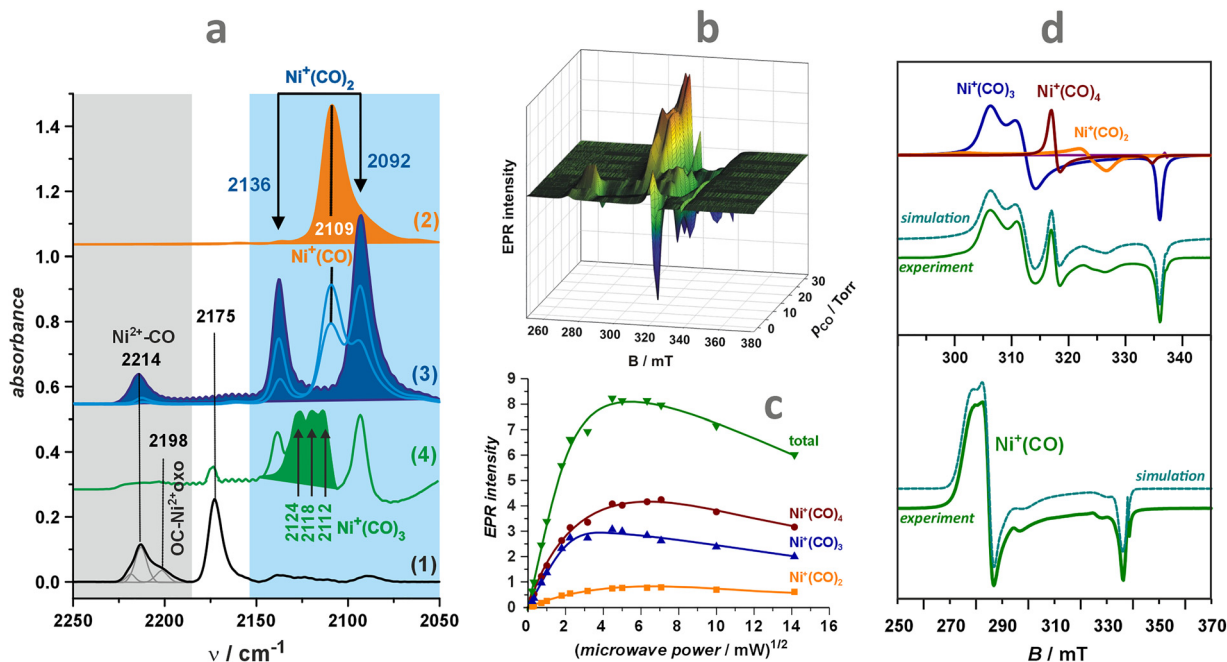 a
Ni⁺(CO)₂
1.4
(2)
2092
1.2
2136
2109
Ni⁺(CO)
1.0
absorbance
2175
0.8
Ni²⁺-CO
2214
(3)
0.6
2198
(4)
0.4
OC-Ni²⁺oxo
2124
2118
2112
Ni⁺(CO)₃
0.2
(1)
0.0
2250 2200 2150 2100 2050
ν / cm⁻¹
b
EPR intensity
30
20
10
0
pCO / Torr
260 280 300 320 340 360
B / mT
c
9
8
7
6
5
4
3
2
1
0
EPR intensity
total
Ni⁺(CO)₄
Ni⁺(CO)₃
Ni⁺(CO)₂
0 2 4 6 8 10 12 14 16
(microwave power / mW)¹ᐟ²
d
Ni⁺(CO)₃
Ni⁺(CO)₄
Ni⁺(CO)₂
simulation
experiment
300 310 320 330 340
Ni⁺(CO)
simulation
experiment
250 270 290 310 330 350 370
B / mT